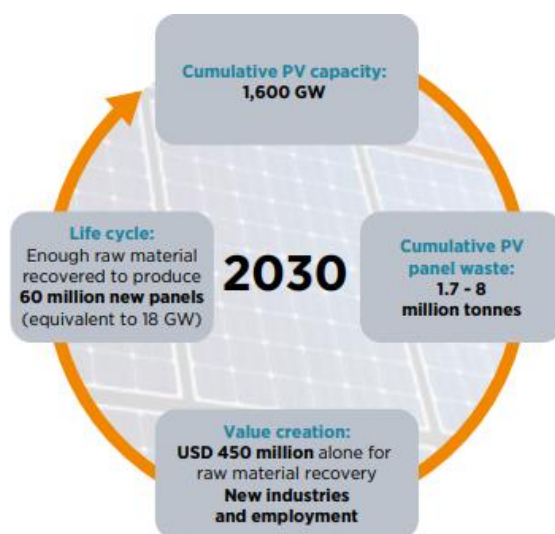 Cumulative PV capacity:
1,600 GW
Life cycle:
Enough raw material
recovered to produce
60 million new panels
(equivalent to 18 GW)
2030
Cumulative PV
panel waste:
1.7 - 8
million tonnes
Value creation:
USD 450 million alone for
raw material recovery
New industries
and employment